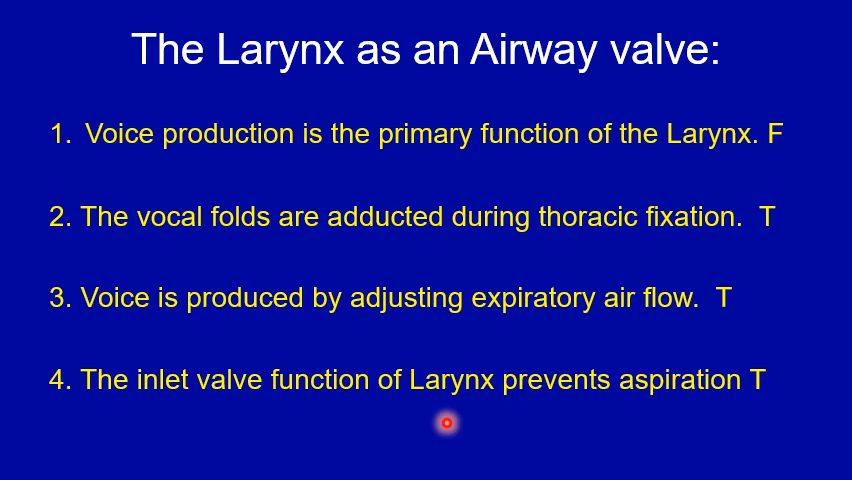 The Larynx as an Airway valve:
1. Voice production is the primary function of the Larynx. F
2. The vocal folds are adducted during thoracic fixation. T
3. Voice is produced by adjusting expiratory air flow. T
4. The inlet valve function of Larynx prevents aspiration T